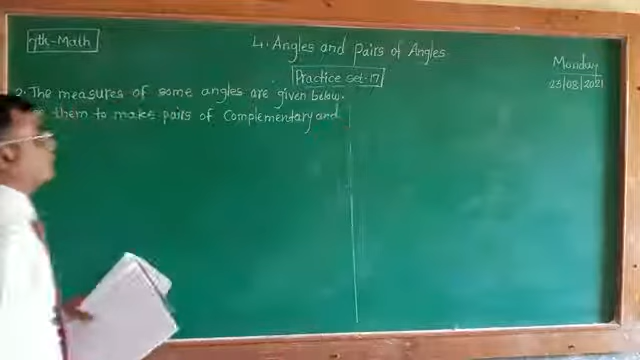 7th-Math
4. Angles and Pairs of Angles
Monday
23/08/2021
Practice Set-17
2. The measures of some angles are given below.
them to make pairs of Complementary and